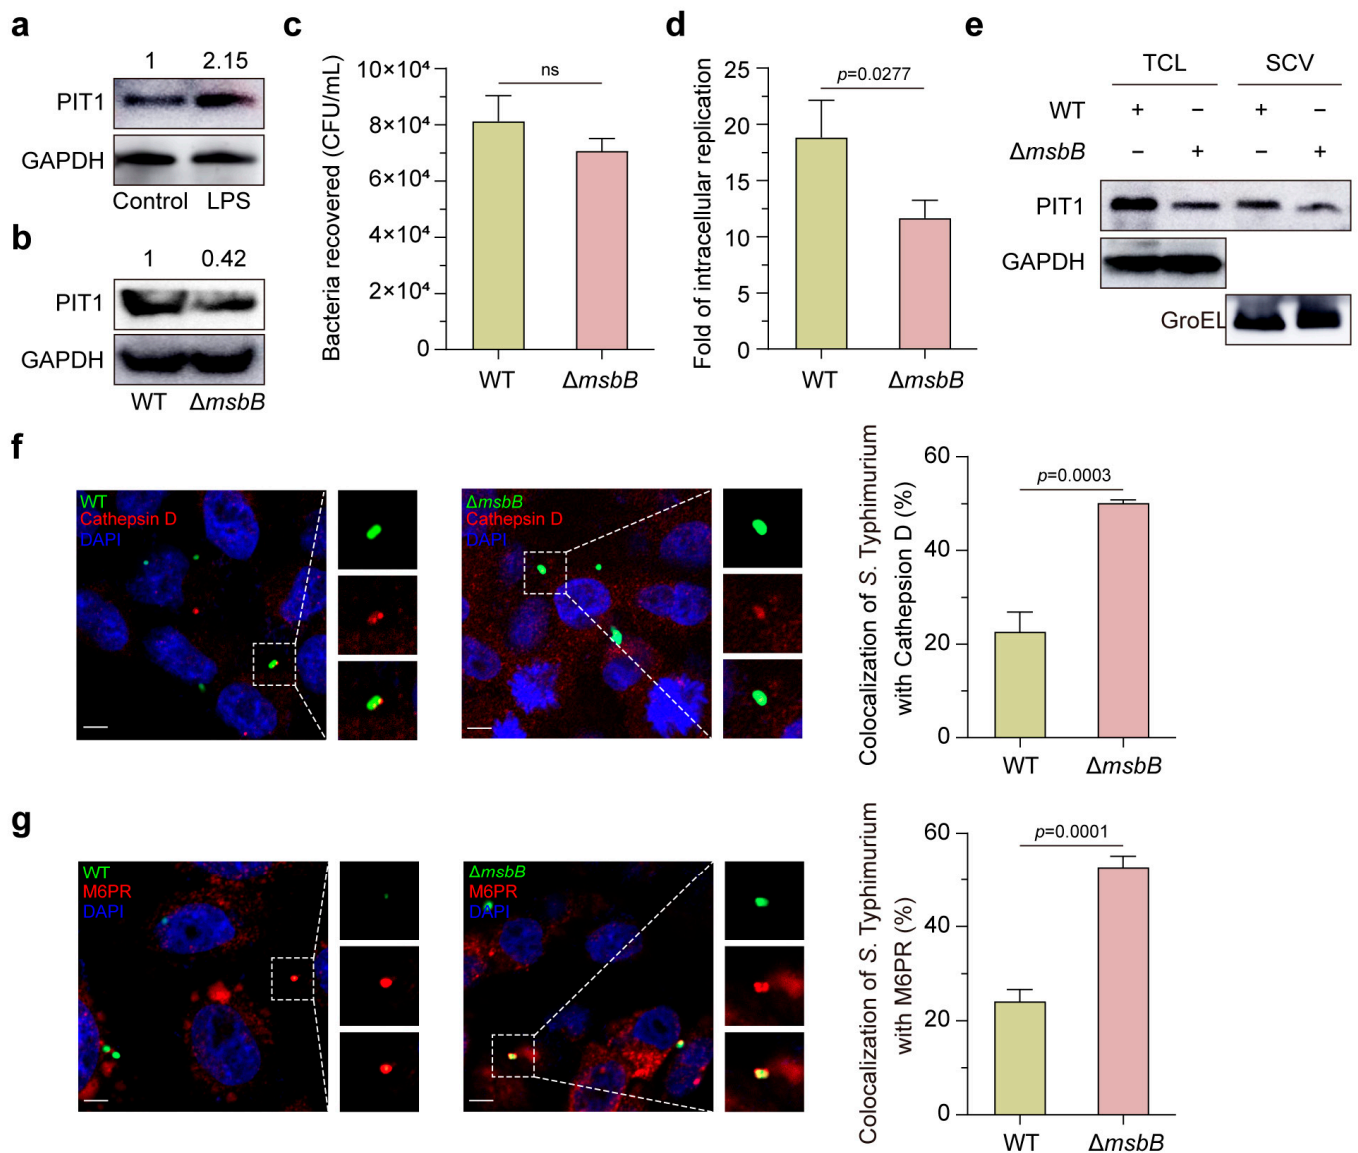 a
1 2.15
PIT1
GAPDH
Control LPS
b
1 0.42
PIT1
GAPDH
WT ΔmsbB
c
Bacteria recovered (CFU/mL)
10×10⁴
8×10⁴
6×10⁴
4×10⁴
2×10⁴
0
ns
WT ΔmsbB
d
Fold of intracellular replication
25
20
15
10
5
0
p=0.0277
WT ΔmsbB
e
TCL SCV
WT + – + –
ΔmsbB – + – +
PIT1
GAPDH
GroEL
f
WT
Cathepsin D
DAPI
ΔmsbB
Cathepsin D
DAPI
Colocalization of S. Typhimurium
with Cathepsion D (%)
60
40
20
0
p=0.0003
WT ΔmsbB
g
WT
M6PR
DAPI
ΔmsbB
M6PR
DAPI
Colocalization of S. Typhimurium
with M6PR (%)
60
40
20
0
p=0.0001
WT ΔmsbB